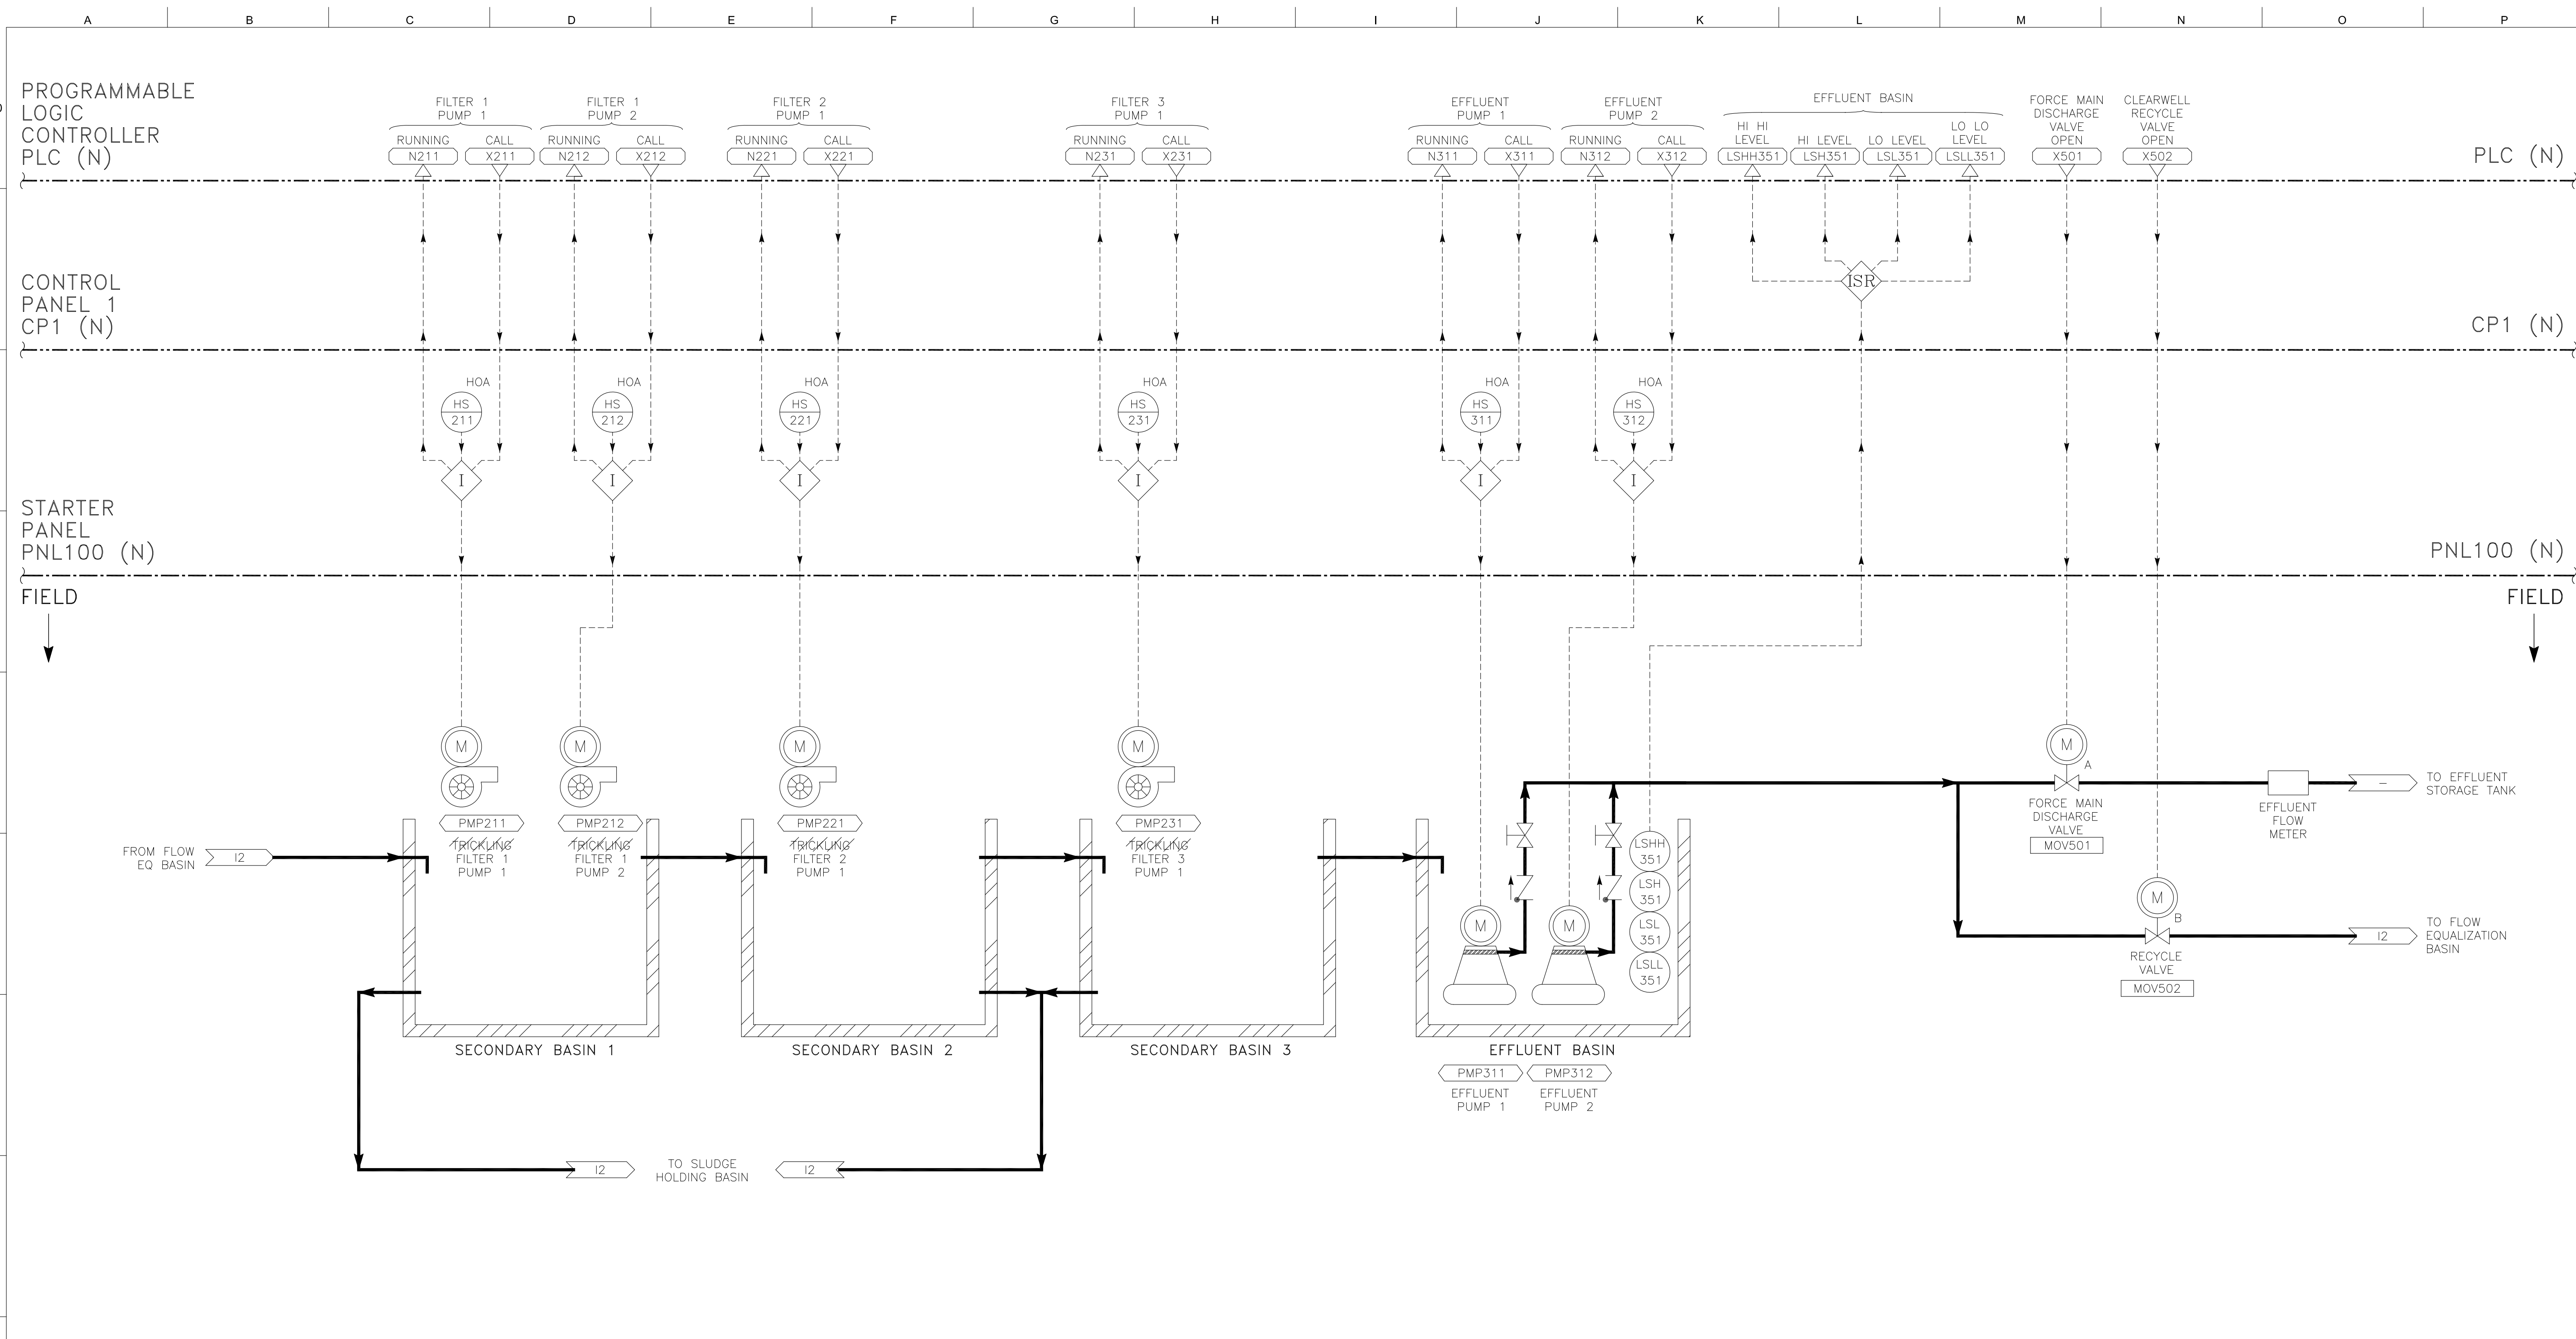 A B C D E F G H I J K L M N O P
PROGRAMMABLE
LOGIC
CONTROLLER
PLC (N)
FILTER 1
PUMP 1
RUNNING CALL
N211 X211
FILTER 1
PUMP 2
RUNNING CALL
N212 X212
FILTER 2
PUMP 1
RUNNING CALL
N221 X221
FILTER 3
PUMP 1
RUNNING CALL
N231 X231
EFFLUENT
PUMP 1
RUNNING CALL
N311 X311
EFFLUENT
PUMP 2
RUNNING CALL
N312 X312
EFFLUENT BASIN
HI HI
LEVEL
LSHH351
HI LEVEL
LSH351
LO LEVEL
LSL351
LO LO
LEVEL
LSLL351
FORCE MAIN
DISCHARGE
VALVE
OPEN
X501
CLEARWELL
RECYCLE
VALVE
OPEN
X502
PLC (N)
CONTROL
PANEL 1
CP1 (N)
ISR
CP1 (N)
HOA
HS
211
I
HOA
HS
212
I
HOA
HS
221
I
HOA
HS
231
I
HOA
HS
311
I
HOA
HS
312
I
STARTER
PANEL
PNL100 (N)
PNL100 (N)
FIELD
FIELD
M
PMP211
TRICKLING
FILTER 1
PUMP 1
M
PMP212
TRICKLING
FILTER 1
PUMP 2
M
PMP221
TRICKLING
FILTER 2
PUMP 1
M
PMP231
TRICKLING
FILTER 3
PUMP 1
FROM FLOW
EQ BASIN
I2
M
M
LSHH
351
LSH
351
LSL
351
LSLL
351
M
A
FORCE MAIN
DISCHARGE
VALVE
MOV501
EFFLUENT
FLOW
METER
–
TO EFFLUENT
STORAGE TANK
M
B
RECYCLE
VALVE
MOV502
I2
TO FLOW
EQUALIZATION
BASIN
SECONDARY BASIN 1
SECONDARY BASIN 2
SECONDARY BASIN 3
EFFLUENT BASIN
PMP311
EFFLUENT
PUMP 1
PMP312
EFFLUENT
PUMP 2
I2
TO SLUDGE
HOLDING BASIN
I2